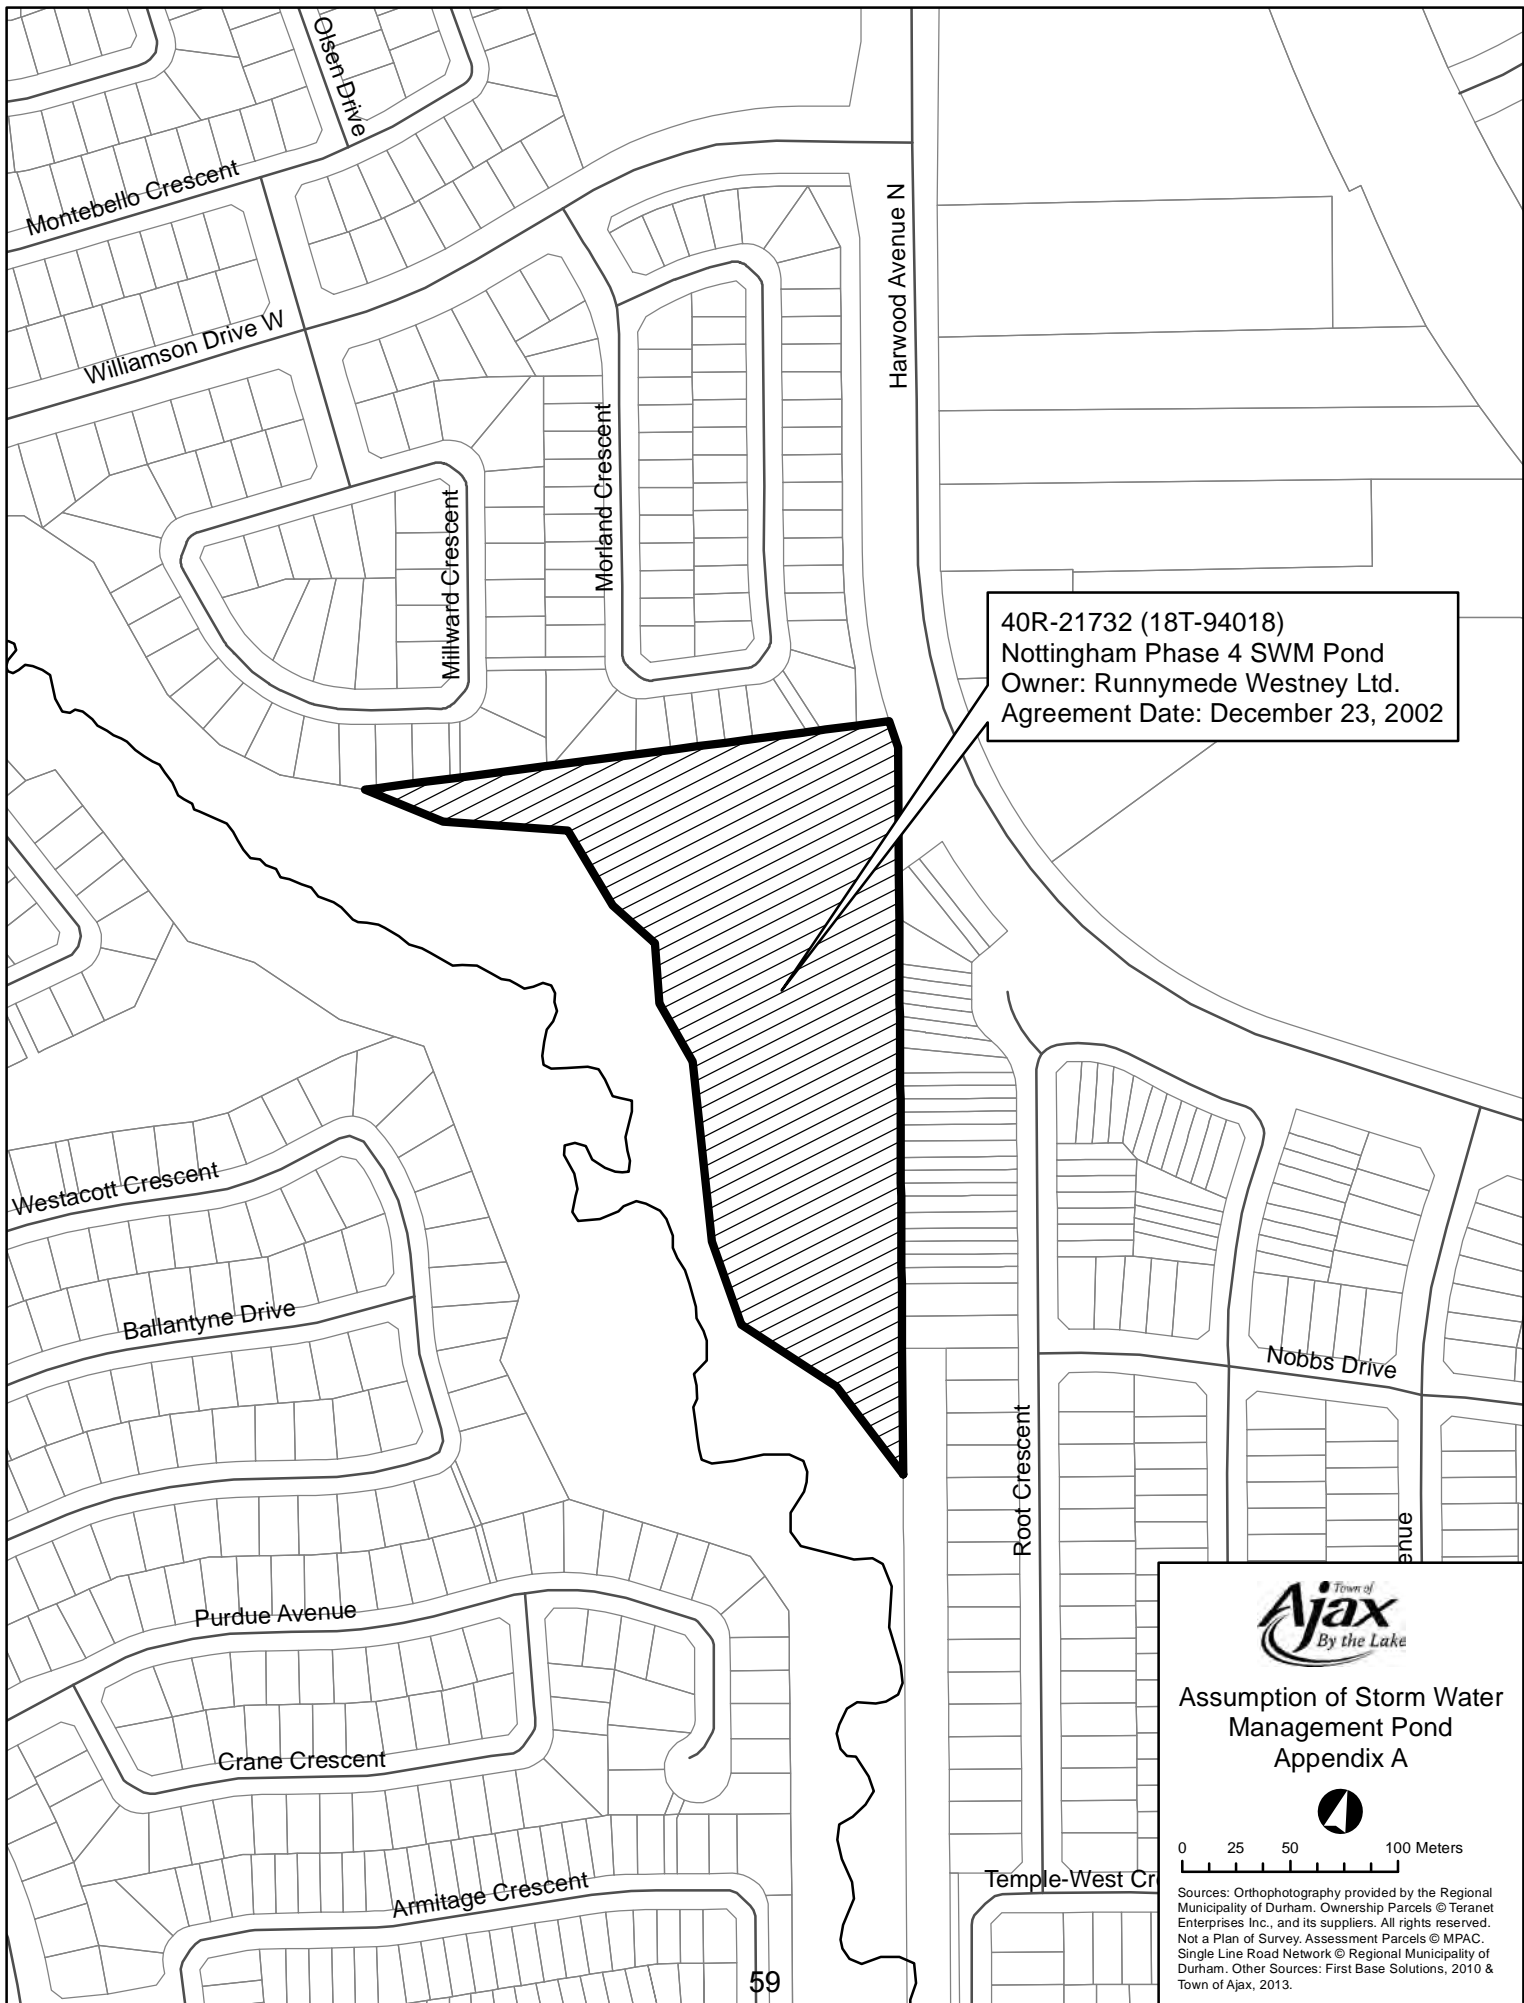 Olsen Drive
Montebello Crescent
Williamson Drive W
Harwood Avenue N
Morland Crescent
Millward Crescent
40R-21732 (18T-94018)
Nottingham Phase 4 SWM Pond
Owner: Runnymede Westney Ltd.
Agreement Date: December 23, 2002
Westacott Crescent
Ballantyne Drive
Nobbs Drive
Root Crescent
enue
Purdue Avenue
Crane Crescent
Armitage Crescent
Temple-West Cr
Town of
Ajax
By the Lake
Assumption of Storm Water
Management Pond
Appendix A
0 25 50 100 Meters
Sources: Orthophotography provided by the Regional
Municipality of Durham. Ownership Parcels © Teranet
Enterprises Inc., and its suppliers. All rights reserved.
Not a Plan of Survey. Assessment Parcels © MPAC.
Single Line Road Network © Regional Municipality of
Durham. Other Sources: First Base Solutions, 2010 &
Town of Ajax, 2013.
59